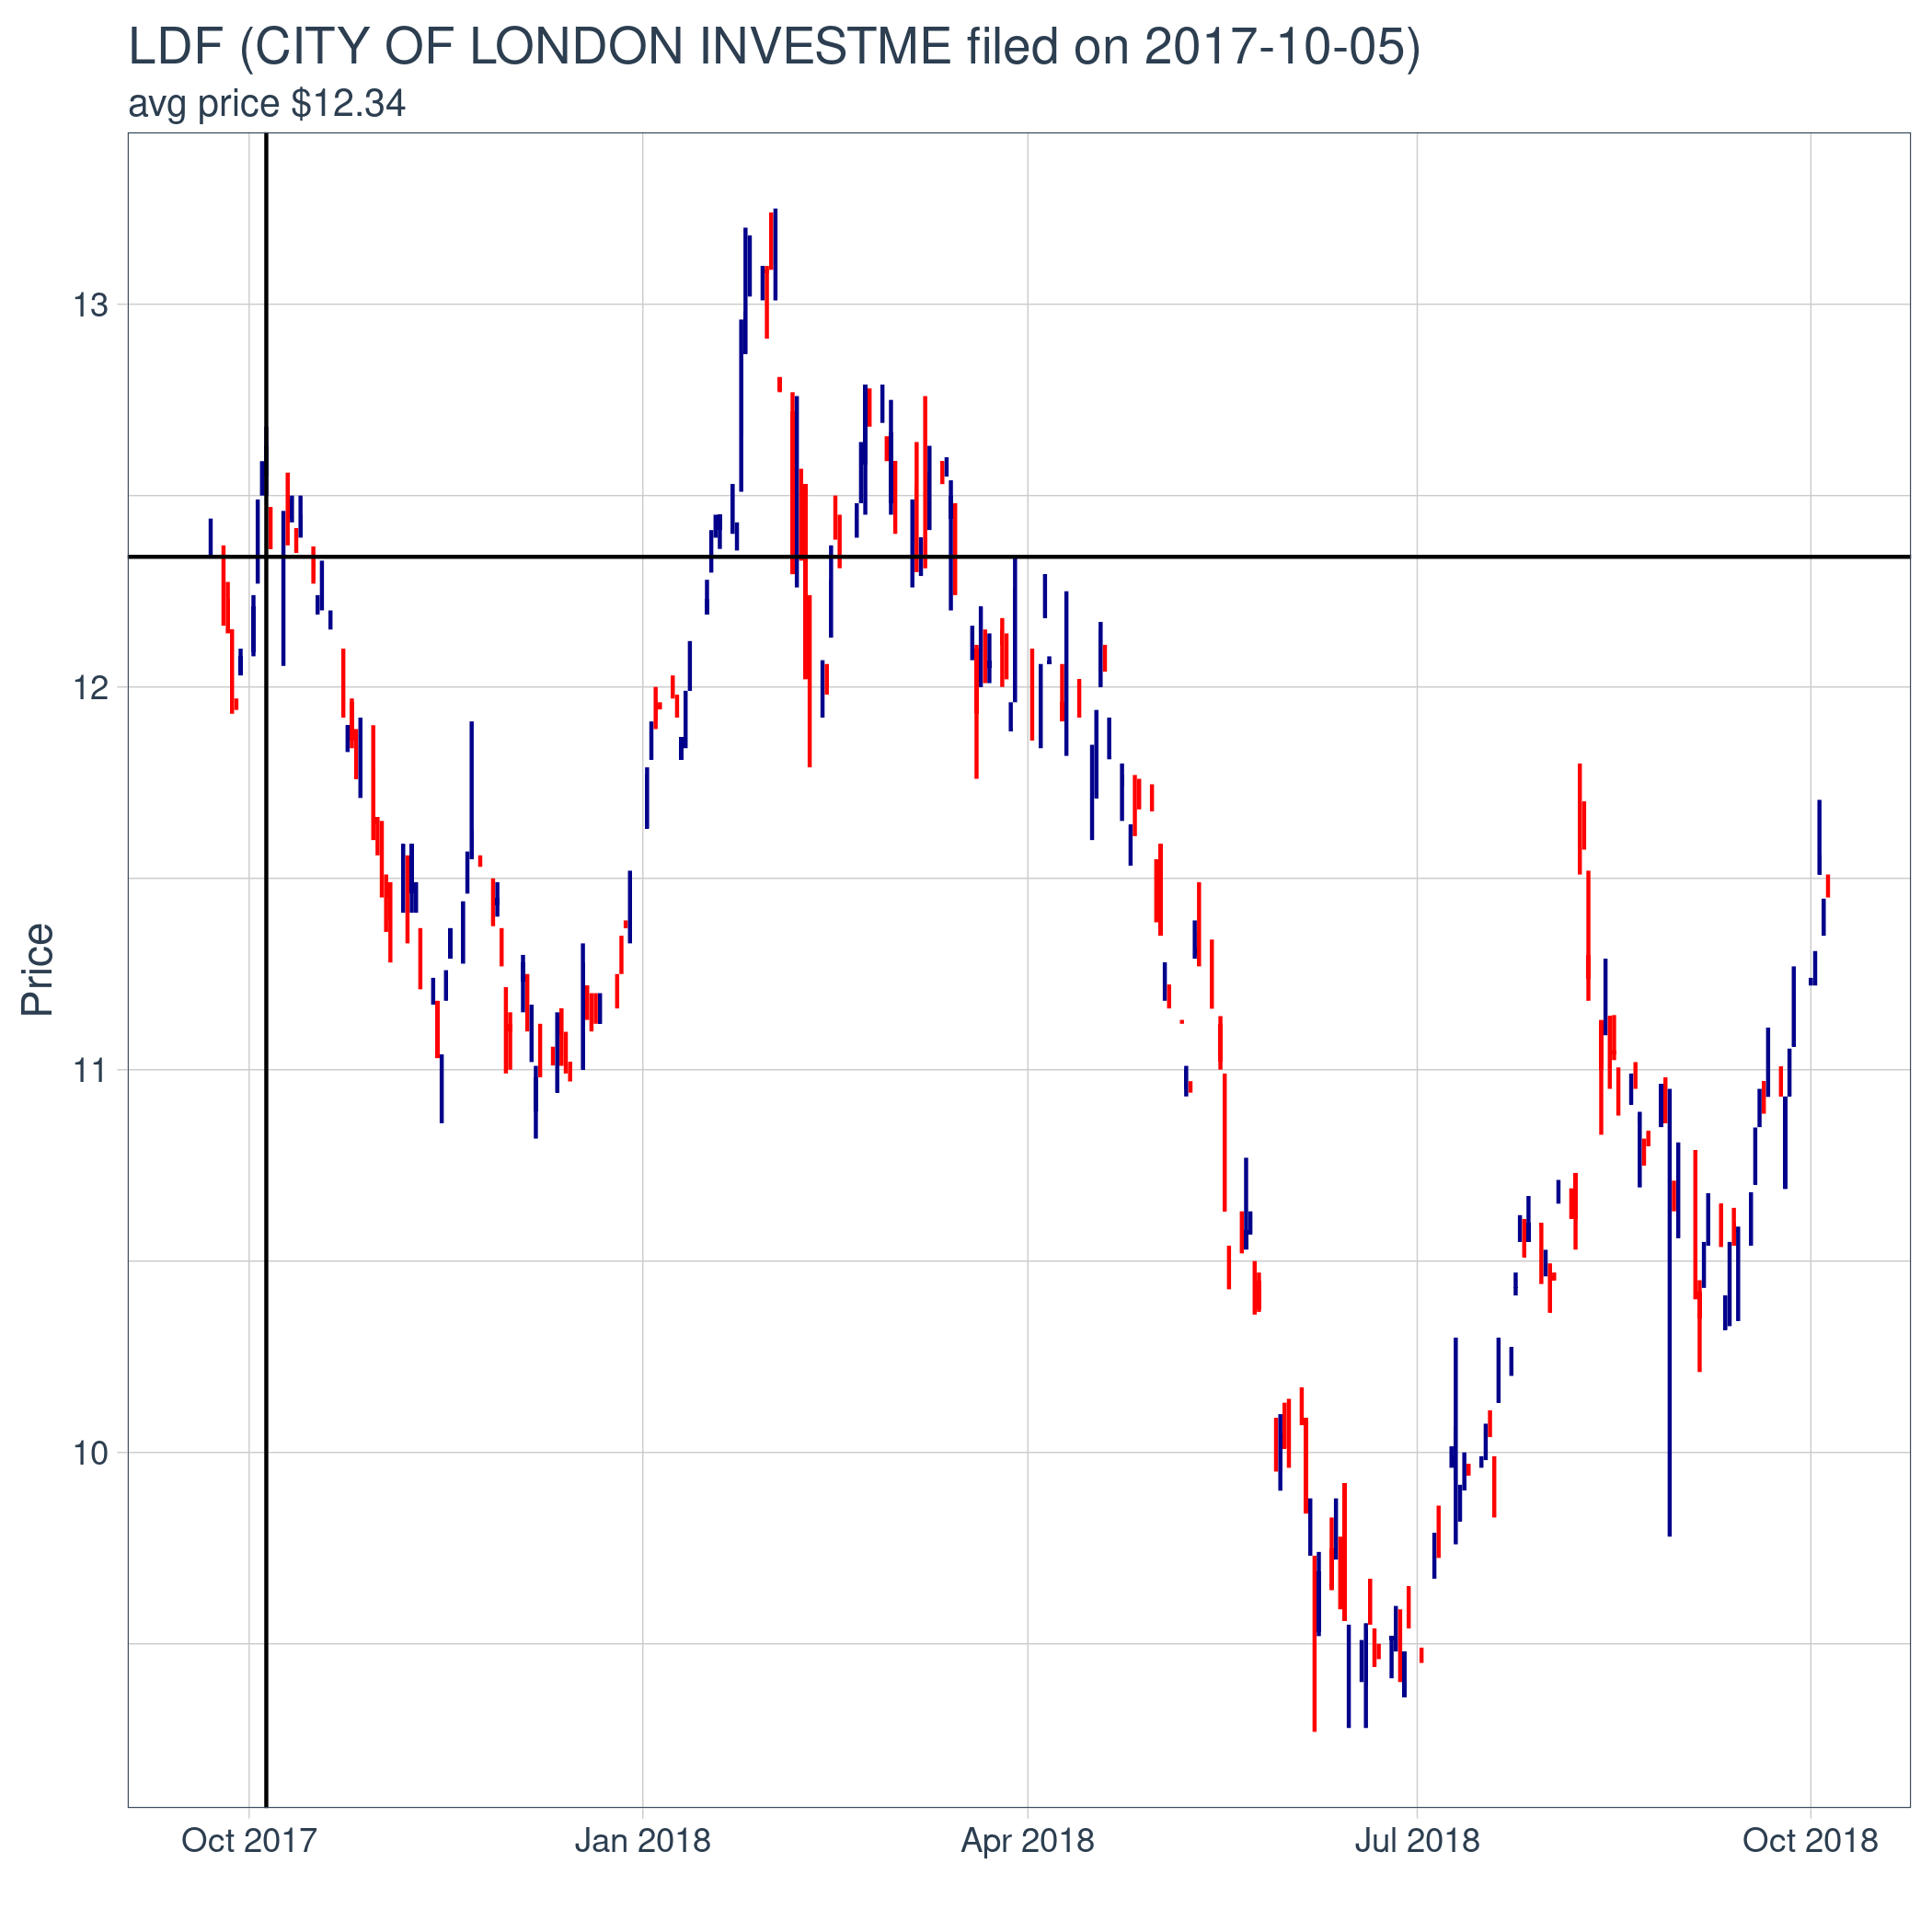 LDF (CITY OF LONDON INVESTME filed on 2017-10-05)
avg price $12.34
13
12
11
10
Price
Oct 2017 Jan 2018 Apr 2018 Jul 2018 Oct 2018